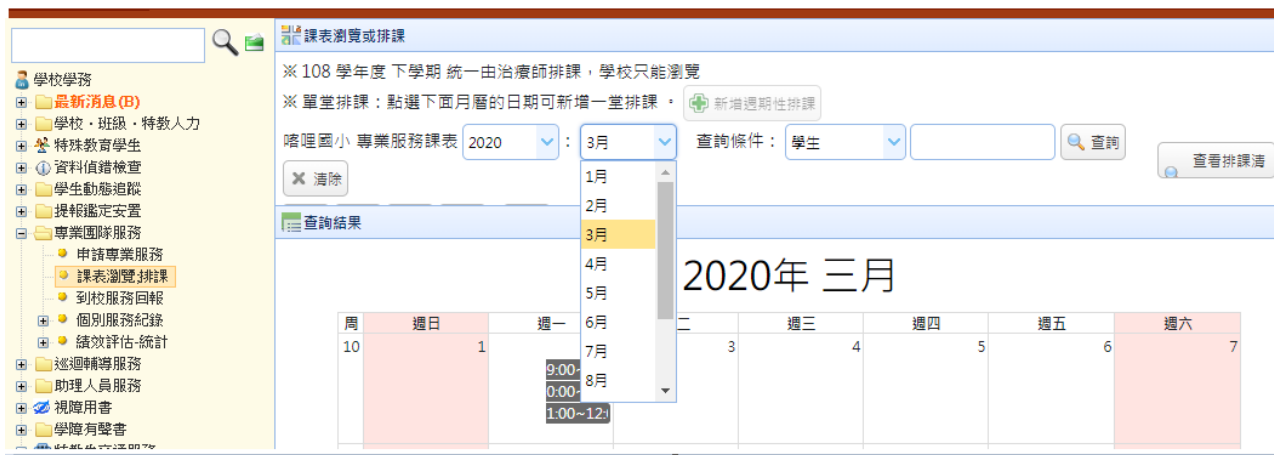 課表瀏覽或排課
※ 108 學年度 下學期 統一由治療師排課，學校只能瀏覽
※ 單堂排課：點選下面月曆的日期可新增一堂排課。 新增週期性排課
喀哩國小 專業服務課表 2020 : 3月 查詢條件： 學生 查詢
查看排課清
清除
1月
2月
3月
4月
5月
6月
7月
8月
查詢結果
2020年 三月
周 週日 週一 二 週三 週四 週五 週六
10 1 3 4 5 6 7
9:00~
0:00~
1:00~12:
學校學務
最新消息(B)
學校・班級・特教人力
特殊教育學生
資料偵錯檢查
學生動態追蹤
提報鑑定安置
專業團隊服務
申請專業服務
課表瀏覽排課
到校服務回報
個別服務紀錄
績效評估-統計
巡迴輔導服務
助理人員服務
視障用書
學障有聲書